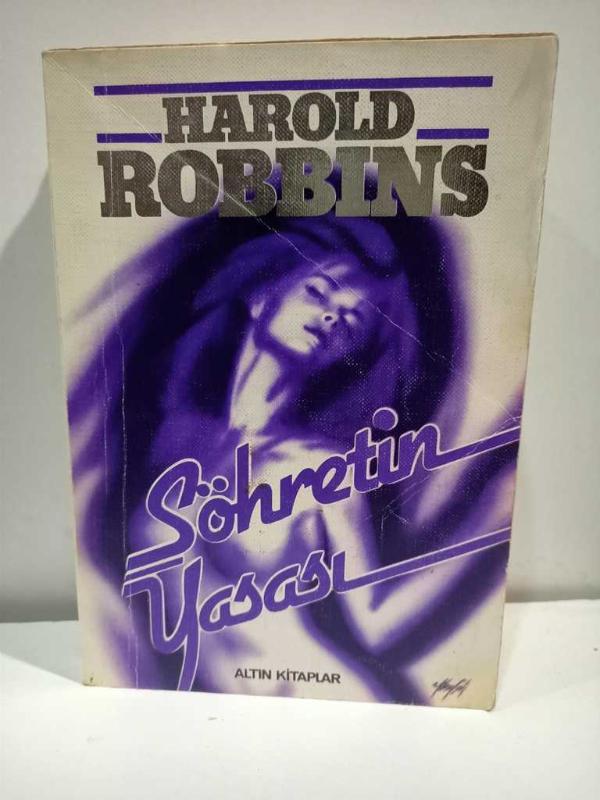 HAROLD
ROBBINS
Şöhretin
Yasası
ALTIN KİTAPLAR